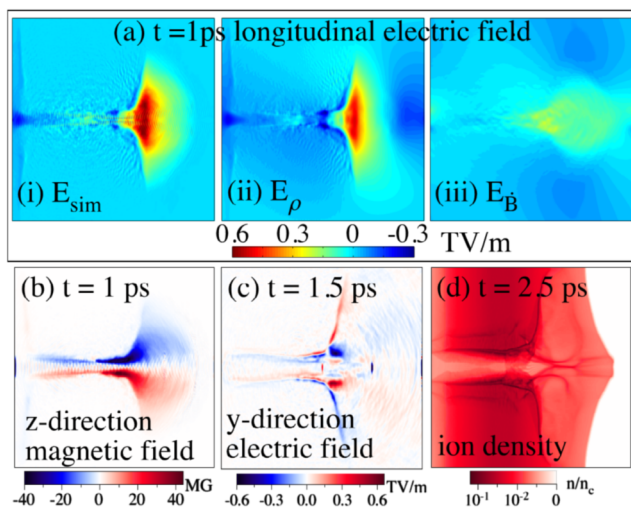 (a) t =1ps longitudinal electric field
(i) E_sim
(ii) E_ρ
(iii) E_Ḃ
0.6 0.3 0 -0.3
TV/m
(b) t = 1 ps
z-direction
magnetic field
-40 -20 0 20 40
MG
(c) t = 1.5 ps
y-direction
electric field
-0.6 -0.3 0 0.3 0.6
TV/m
(d) t = 2.5 ps
ion density
10⁻¹ 10⁻² 0
n/n_c